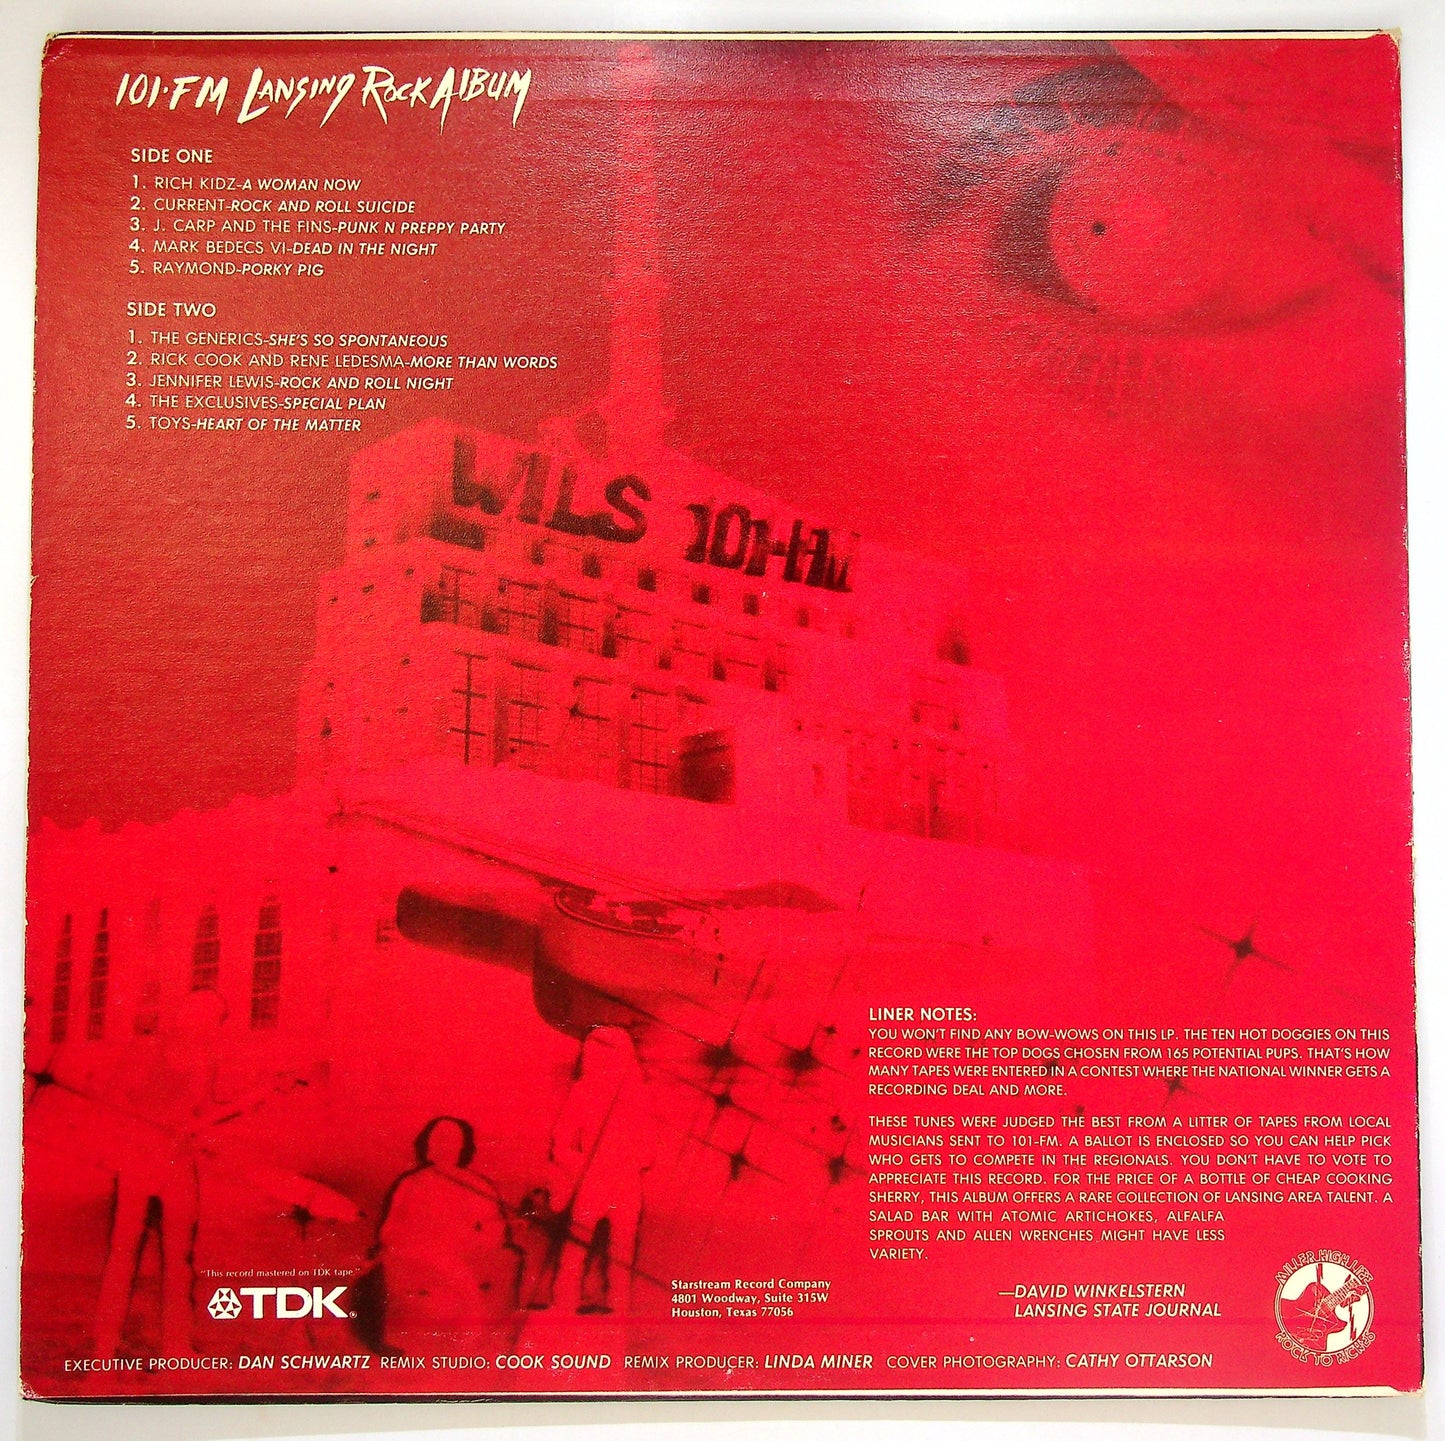 101·FM LANSING ROCK ALBUM
SIDE ONE
1. RICH KIDZ-A WOMAN NOW
2. CURRENT-ROCK AND ROLL SUICIDE
3. J. CARP AND THE FINS-PUNK N PREPPY PARTY
4. MARK BEDECS VI-DEAD IN THE NIGHT
5. RAYMOND-PORKY PIG
SIDE TWO
1. THE GENERICS-SHE'S SO SPONTANEOUS
2. RICK COOK AND RENE LEDESMA-MORE THAN WORDS
3. JENNIFER LEWIS-ROCK AND ROLL NIGHT
4. THE EXCLUSIVES-SPECIAL PLAN
5. TOYS-HEART OF THE MATTER
WILS 101-FM
LINER NOTES:
YOU WON'T FIND ANY BOW-WOWS ON THIS LP. THE TEN HOT DOGGIES ON THIS
RECORD WERE THE TOP DOGS CHOSEN FROM 165 POTENTIAL PUPS. THAT'S HOW
MANY TAPES WERE ENTERED IN A CONTEST WHERE THE NATIONAL WINNER GETS A
RECORDING DEAL AND MORE.
THESE TUNES WERE JUDGED THE BEST FROM A LITTER OF TAPES FROM LOCAL
MUSICIANS SENT TO 101-FM. A BALLOT IS ENCLOSED SO YOU CAN HELP PICK
WHO GETS TO COMPETE IN THE REGIONALS. YOU DON'T HAVE TO VOTE TO
APPRECIATE THIS RECORD. FOR THE PRICE OF A BOTTLE OF CHEAP COOKING
SHERRY, THIS ALBUM OFFERS A RARE COLLECTION OF LANSING AREA TALENT. A
SALAD BAR WITH ATOMIC ARTICHOKES, ALFALFA
SPROUTS AND ALLEN WRENCHES MIGHT HAVE LESS
VARIETY.
—DAVID WINKELSTERN
LANSING STATE JOURNAL
MILLER HIGH LIFE
ROCK TO RICHES
"This record mastered on TDK tape."
TDK®
Starstream Record Company
4801 Woodway, Suite 315W
Houston, Texas 77056
EXECUTIVE PRODUCER: DAN SCHWARTZ REMIX STUDIO: COOK SOUND REMIX PRODUCER: LINDA MINER COVER PHOTOGRAPHY: CATHY OTTARSON